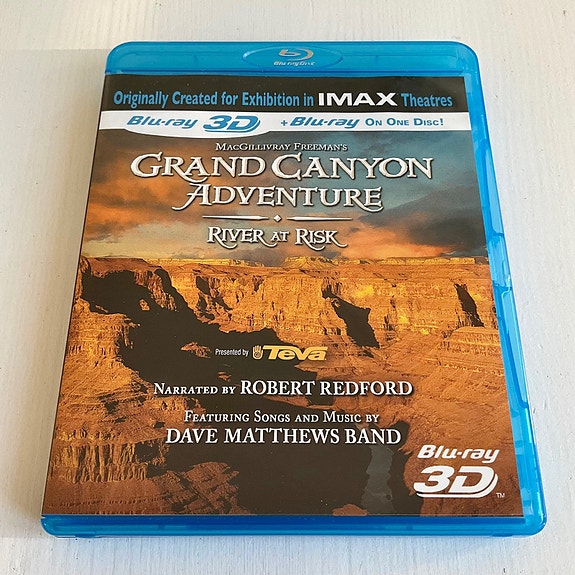 Blu-ray Disc
Originally Created for Exhibition in IMAX Theatres
Blu-ray 3D + Blu-ray On One Disc!
MacGillivray Freeman's
Grand Canyon
Adventure
River at Risk
Presented by Teva
Narrated by Robert Redford
Featuring Songs and Music by
Dave Matthews Band
Blu-ray
3D™